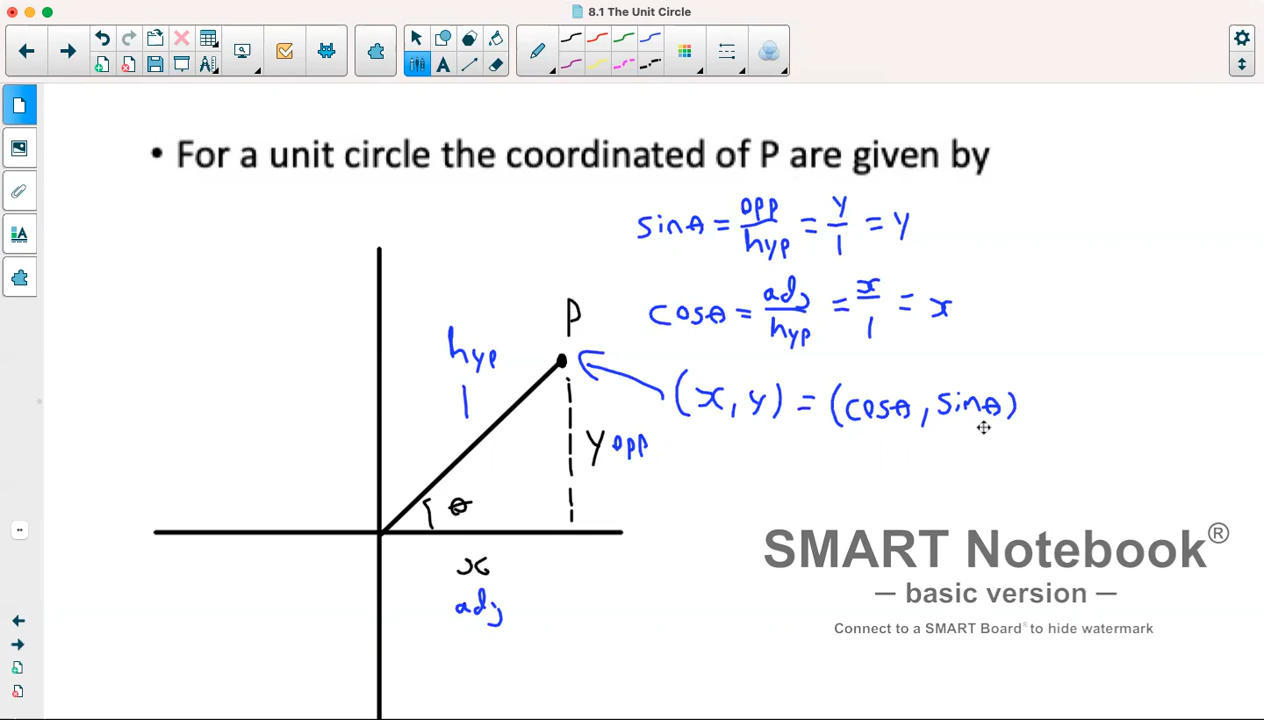 8.1 The Unit Circle
• For a unit circle the coordinated of P are given by
sinθ = opp/hyp = y/1 = y
cosθ = adj/hyp = x/1 = x
P
hyp
1
(x, y) = (cosθ, sinθ)
y opp
θ
x
adj
SMART Notebook®
— basic version —
Connect to a SMART Board® to hide watermark